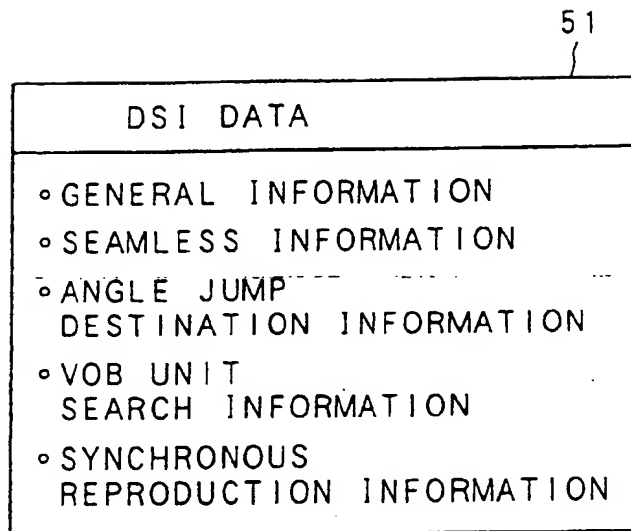 51
DSI DATA
∘GENERAL INFORMATION
∘SEAMLESS INFORMATION
∘ANGLE JUMP
DESTINATION INFORMATION
∘VOB UNIT
SEARCH INFORMATION
∘SYNCHRONOUS
REPRODUCTION INFORMATION